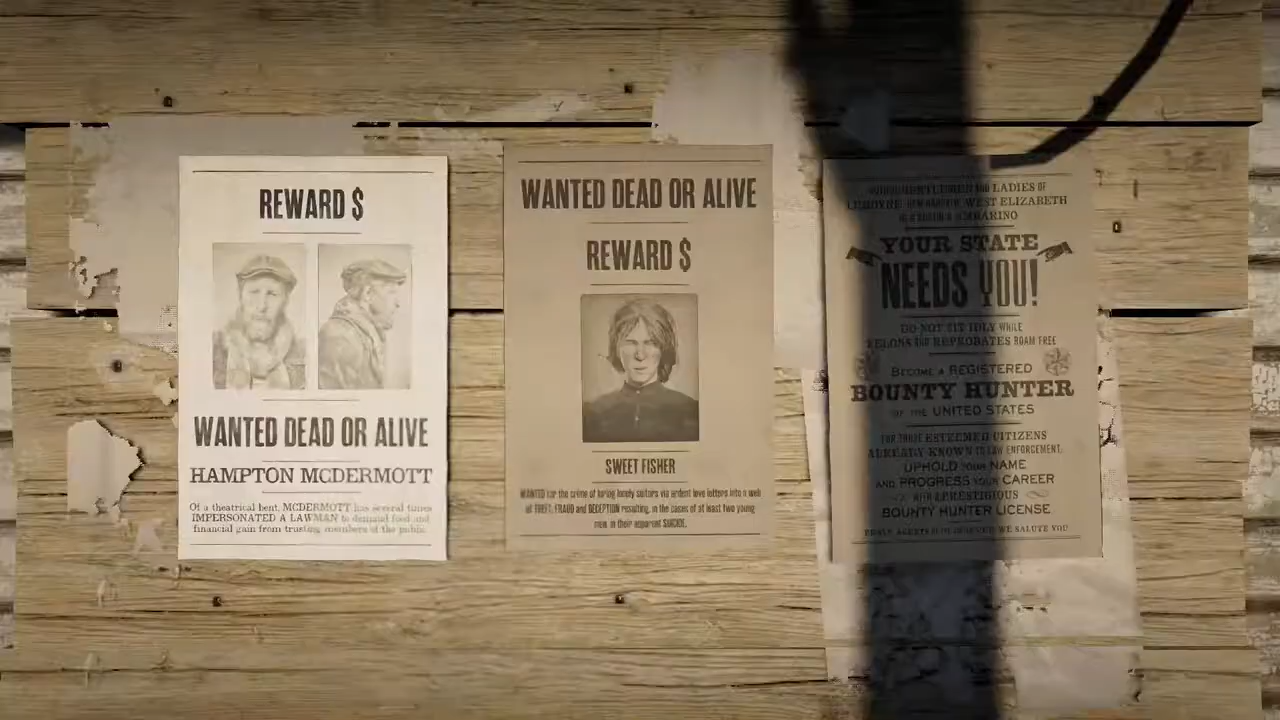 REWARD $
WANTED DEAD OR ALIVE
HAMPTON MCDERMOTT
Of a theatrical bent, MCDERMOTT has several times
IMPERSONATED A LAWMAN to demand food and
financial gain from trusting members of the public.
WANTED DEAD OR ALIVE
REWARD $
SWEET FISHER
WANTED for the crime of luring lonely suitors via ardent love letters into a web
of THEFT, FRAUD and DECEPTION resulting, in the cases of at least two young
men, in their apparent SUICIDE.
GENTLEMEN AND LADIES OF
LEMOYNE, NEW HANOVER, WEST ELIZABETH
AMBARINO
YOUR STATE
NEEDS YOU!
DO NOT SIT IDLY WHILE
FELONS AND REPROBATES ROAM FREE
BECOME A REGISTERED
BOUNTY HUNTER
OF THE UNITED STATES
FOR THOSE ESTEEMED CITIZENS
ALREADY KNOWN TO LAW ENFORCEMENT,
UPHOLD YOUR NAME
AND PROGRESS YOUR CAREER
WITH A PRESTIGIOUS
BOUNTY HUNTER LICENSE
WE SALUTE YOU